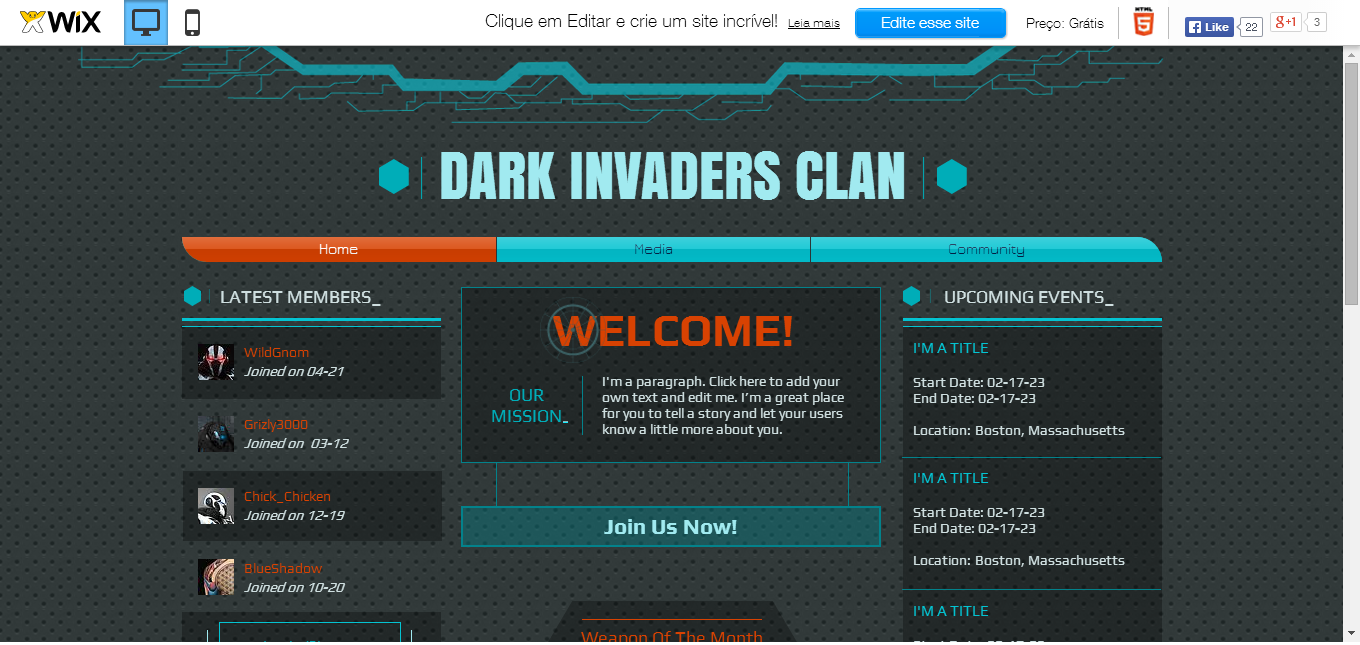 WiX
Clique em Editar e crie um site incrível! Leia mais
Edite esse site
Preço: Grátis
HTML
5
Like
22
g+1
3
DARK INVADERS CLAN
Home
Media
Community
LATEST MEMBERS_
WildGnom
Joined on 04-21
Grizly3000
Joined on 03-12
Chick_Chicken
Joined on 12-19
BlueShadow
Joined on 10-20
WELCOME!
OUR
MISSION_
I'm a paragraph. Click here to add your
own text and edit me. I'm a great place
for you to tell a story and let your users
know a little more about you.
Join Us Now!
Weapon Of The Month
UPCOMING EVENTS_
I'M A TITLE
Start Date: 02-17-23
End Date: 02-17-23
Location: Boston, Massachusetts
I'M A TITLE
Start Date: 02-17-23
End Date: 02-17-23
Location: Boston, Massachusetts
I'M A TITLE